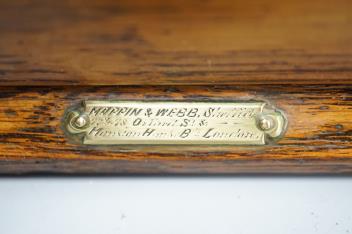 MAPPIN & WEBB, Sheffield
Oxford St &
Mansion House Bgs London